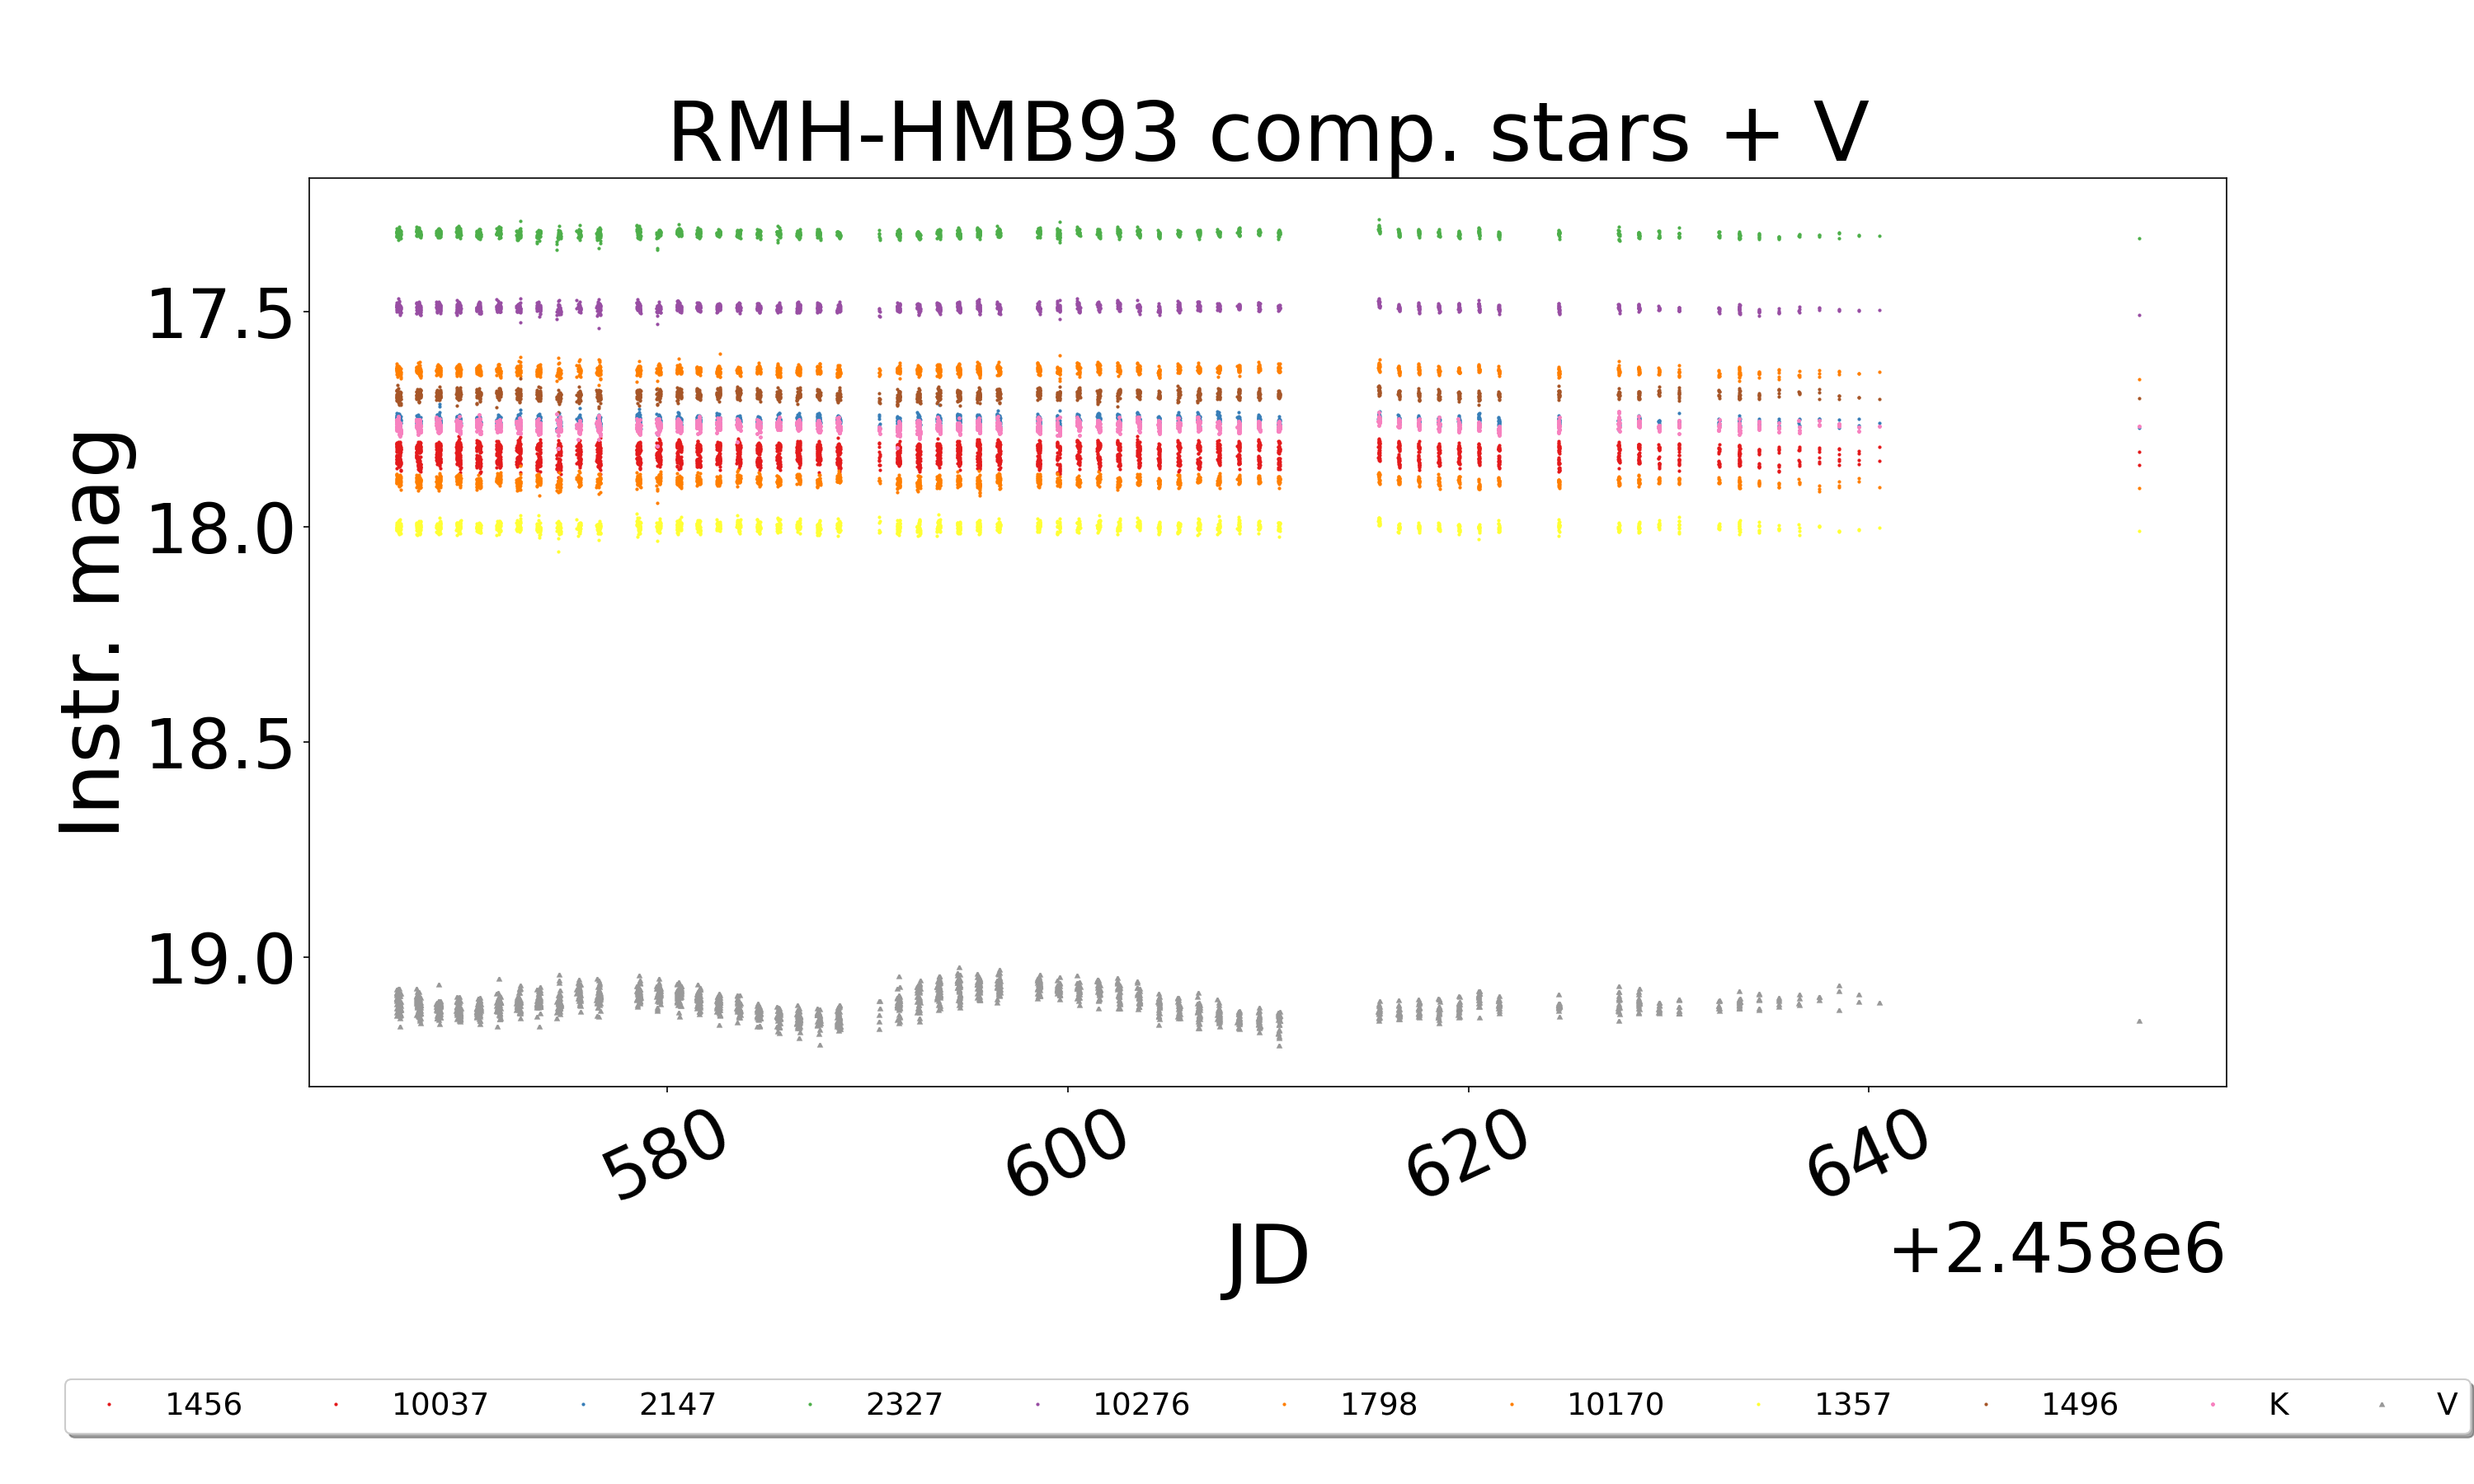 RMH-HMB93 comp. stars + V
Instr. mag
17.5
18.0
18.5
19.0
580
600
620
640
JD
+2.458e6
1456 10037 2147 2327 10276 1798 10170 1357 1496 K V